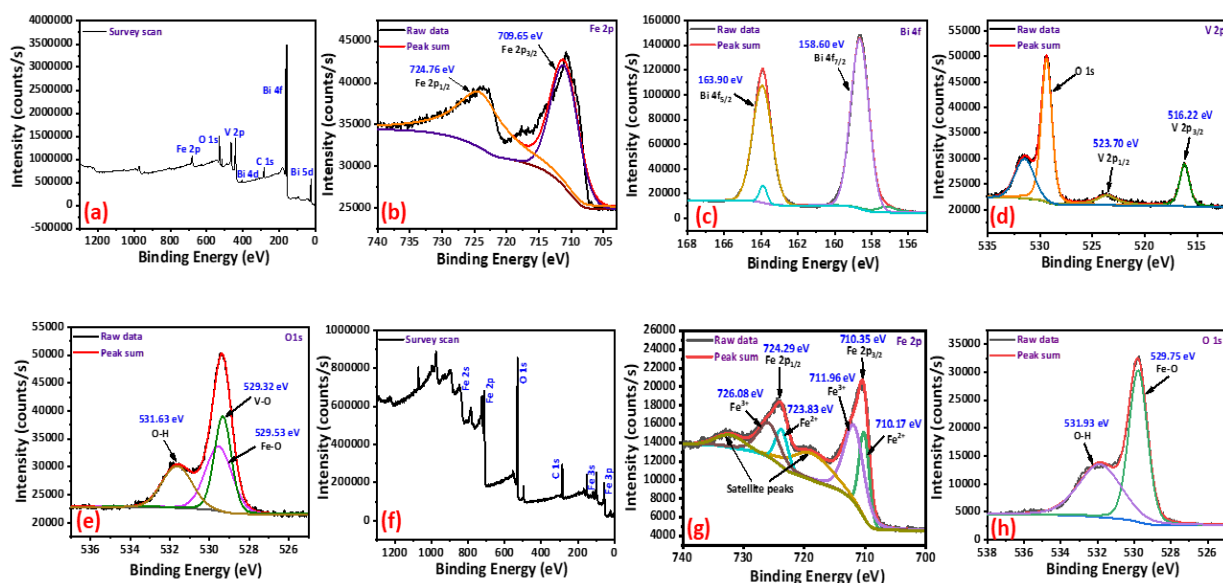 4000000
3500000
3000000
2500000
2000000
1500000
1000000
500000
0
-500000
Intensity (counts/s)
Survey scan
Bi 4f
O 1s
V 2p
Fe 2p
C 1s
Bi 4d
Bi 5d
(a)
1200 1000 800 600 400 200 0
Binding Energy (eV)
45000
40000
35000
30000
25000
Intensity (counts/s)
Raw data
Peak sum
Fe 2p
709.65 eV
Fe 2p3/2
724.76 eV
Fe 2p1/2
(b)
740 735 730 725 720 715 710 705
Binding Energy (eV)
160000
140000
120000
100000
80000
60000
40000
20000
0
Intensity (counts/s)
Raw data
Peak sum
Bi 4f
158.60 eV
Bi 4f7/2
163.90 eV
Bi 4f5/2
(c)
168 166 164 162 160 158 156
Binding Energy (eV)
55000
50000
45000
40000
35000
30000
25000
20000
Intensity (counts/s)
Raw data
Peak sum
V 2p
O 1s
516.22 eV
V 2p3/2
523.70 eV
V 2p1/2
(d)
535 530 525 520 515
Binding Energy (eV)
55000
50000
45000
40000
35000
30000
25000
20000
Intensity (counts/s)
Raw data
Peak sum
O1s
529.32 eV
V-O
531.63 eV
O-H
529.53 eV
Fe-O
(e)
536 534 532 530 528 526
Binding Energy (eV)
1000000
800000
600000
400000
200000
0
Intensity (counts/s)
Survey scan
O 1s
Fe 2s
Fe 2p
C 1s
Fe 3s
Fe 3p
(f)
1200 1000 800 600 400 200 0
Binding Energy (eV)
26000
24000
22000
20000
18000
16000
14000
12000
10000
8000
6000
4000
Intensity (counts/s)
Raw data
Peak sum
Fe 2p
710.35 eV
Fe 2p3/2
724.29 eV
Fe 2p1/2
711.96 eV
Fe3+
726.08 eV
Fe3+
723.83 eV
Fe2+
710.17 eV
Fe2+
Satellite peaks
(g)
740 730 720 710 700
Binding Energy (eV)
35000
30000
25000
20000
15000
10000
5000
0
Intensity (counts/s)
Raw data
Peak sum
O 1s
529.75 eV
Fe-O
531.93 eV
O-H
(h)
538 536 534 532 530 528 526
Binding Energy (eV)